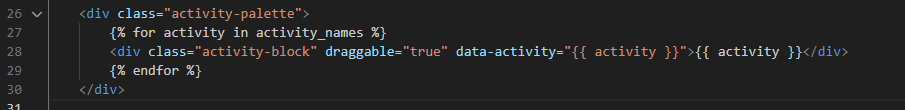 26 <div class="activity-palette">
27 {% for activity in activity_names %}
28 <div class="activity-block" draggable="true" data-activity="{{ activity }}">{{ activity }}</div>
29 {% endfor %}
30 </div>
31